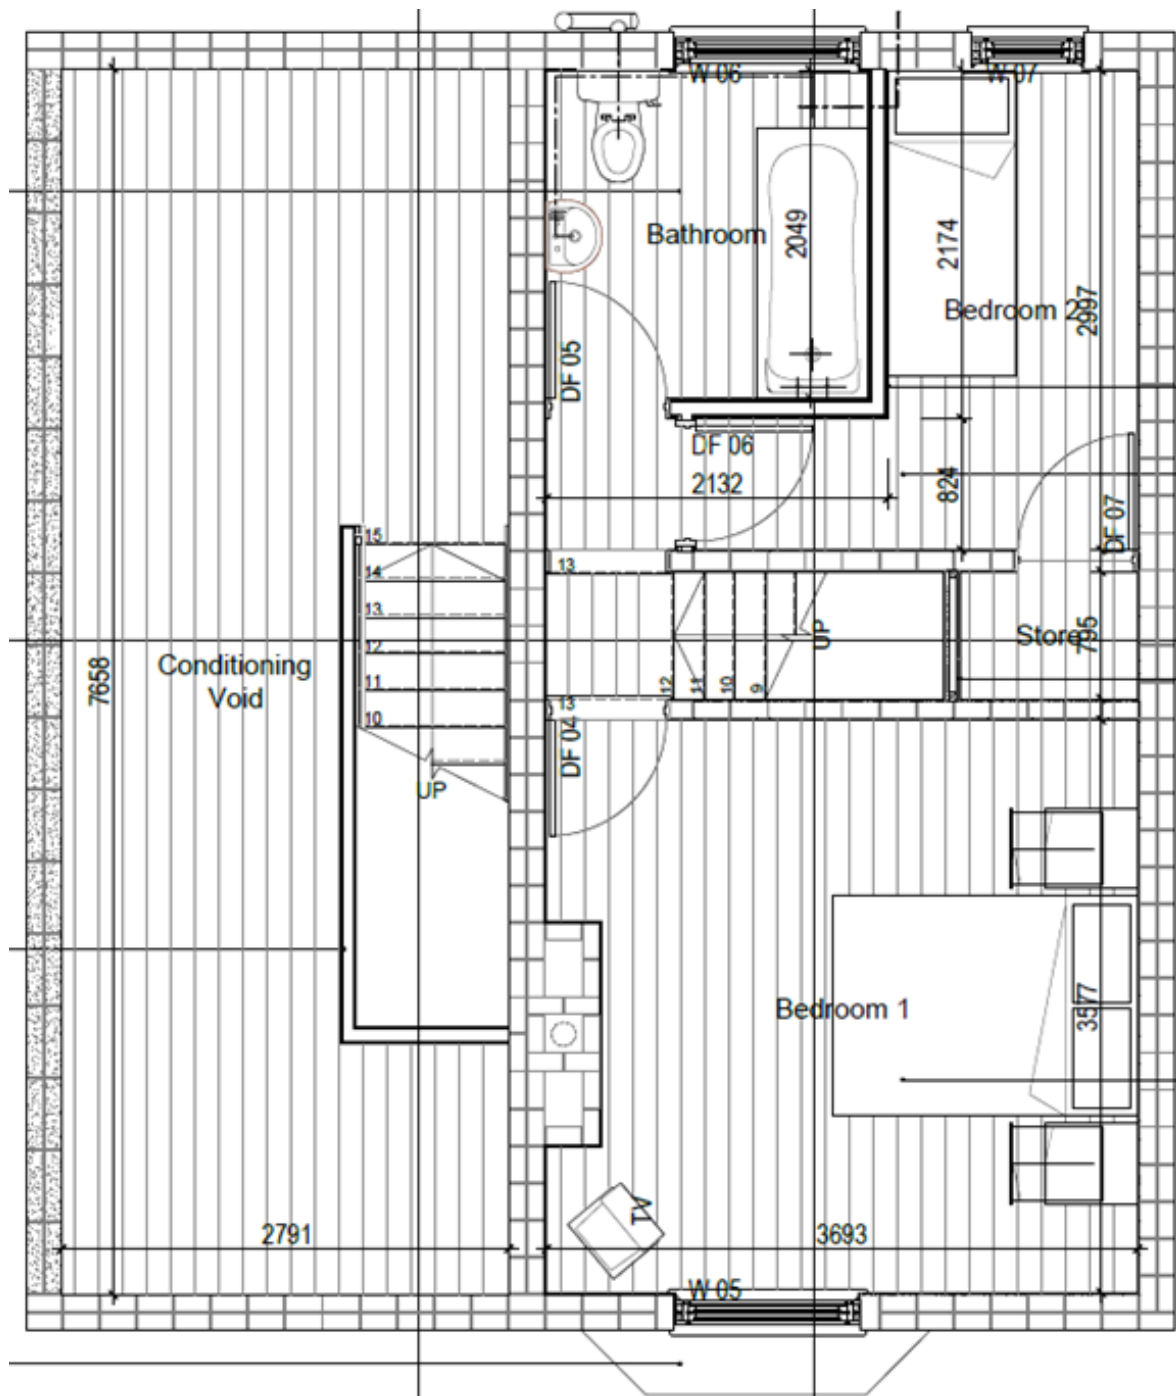 W 06
W 07
Bathroom
2049
2174
Bedroom 2
2997
DF 05
DF 06
2132
824
DF 07
15
14
13
12
11
10
UP
13
12
11
10
9
UP
Store
795
13
Conditioning
Void
7658
DF 04
Bedroom 1
3577
TV
2791
3693
W 05